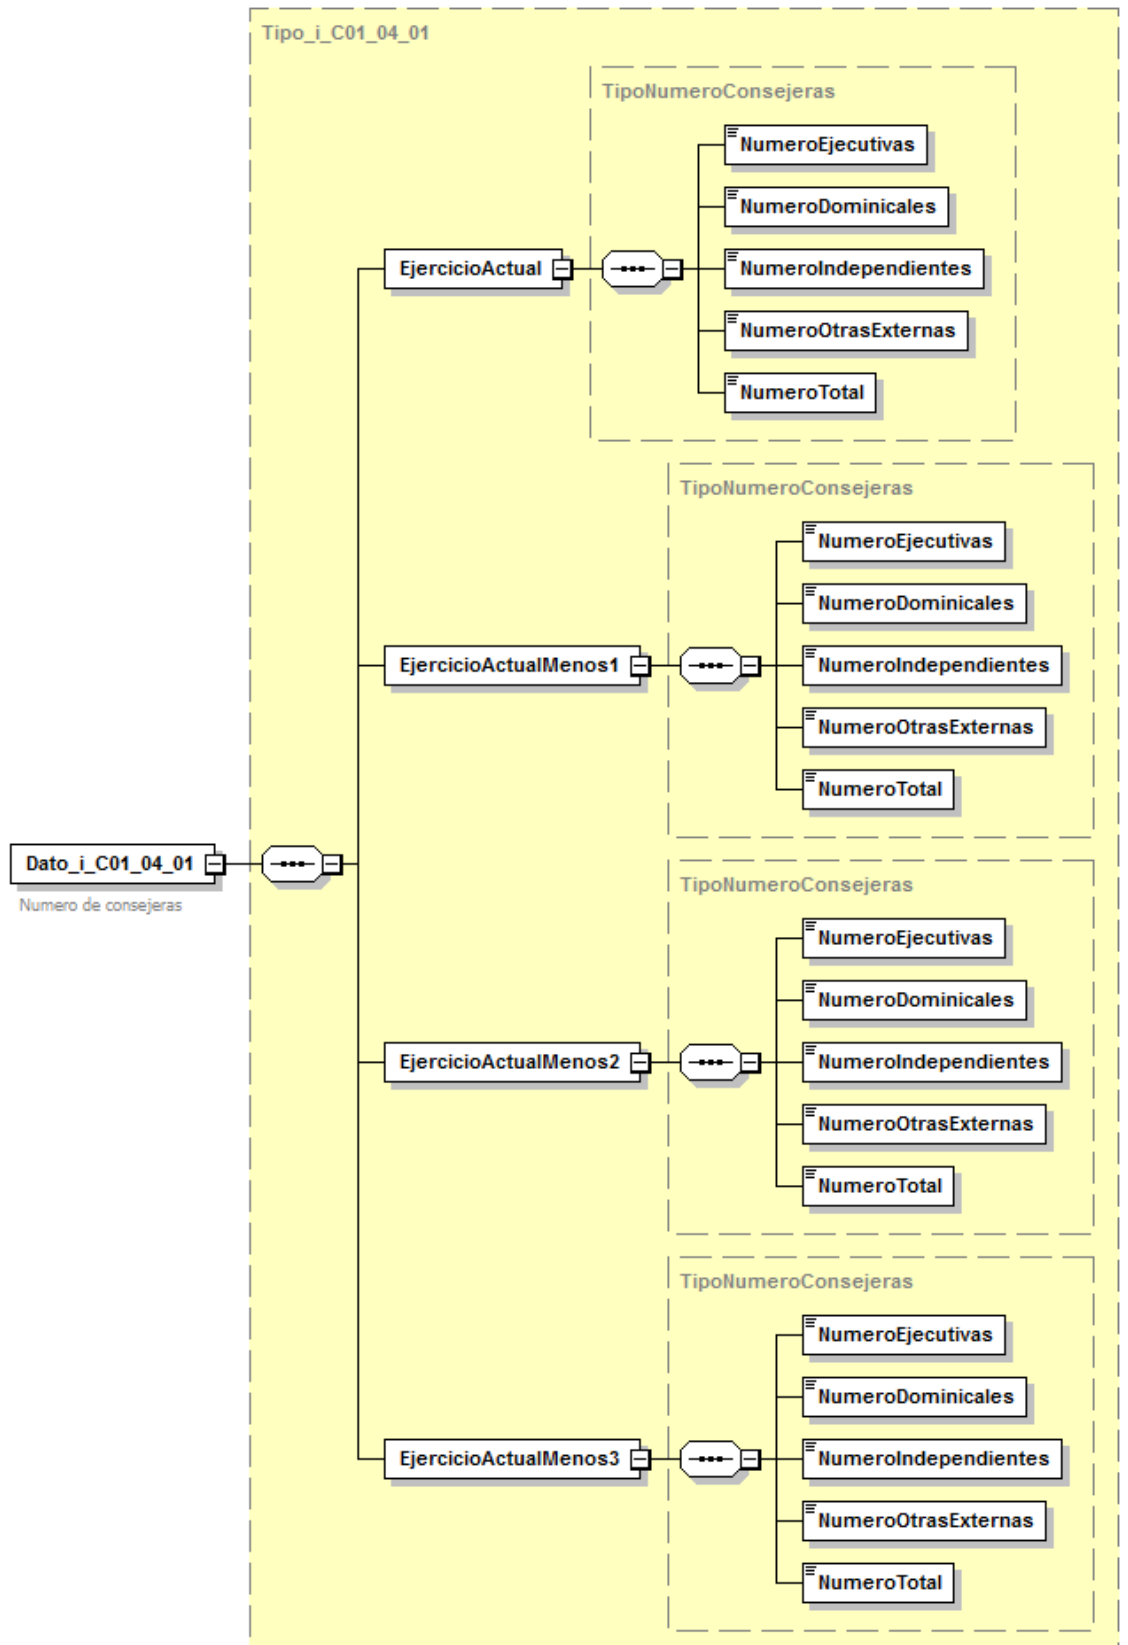 Tipo_i_C01_04_01
TipoNumeroConsejeras
NumeroEjecutivas
NumeroDominicales
EjercicioActual
NumeroIndependientes
NumeroOtrasExternas
NumeroTotal
TipoNumeroConsejeras
NumeroEjecutivas
NumeroDominicales
EjercicioActualMenos1
NumeroIndependientes
NumeroOtrasExternas
NumeroTotal
Dato_i_C01_04_01
Numero de consejeras
TipoNumeroConsejeras
NumeroEjecutivas
NumeroDominicales
EjercicioActualMenos2
NumeroIndependientes
NumeroOtrasExternas
NumeroTotal
TipoNumeroConsejeras
NumeroEjecutivas
NumeroDominicales
EjercicioActualMenos3
NumeroIndependientes
NumeroOtrasExternas
NumeroTotal